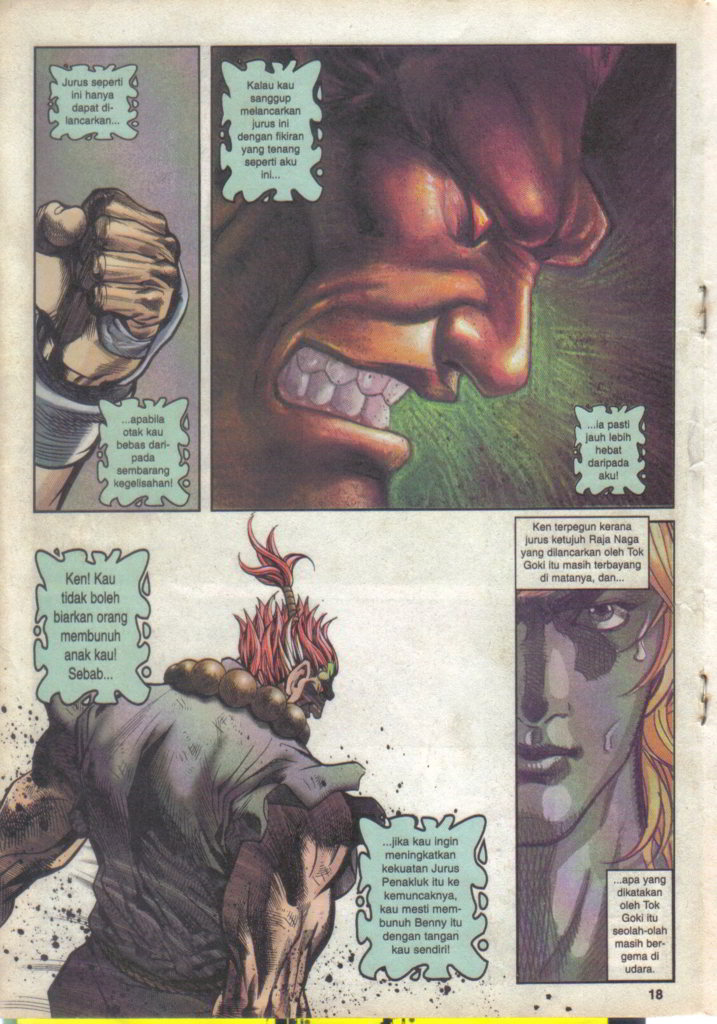 Jurus seperti
ini hanya
dapat di-
lancarkan...
...apabila
otak kau
bebas dari-
pada
sembarang
kegelisahan!
Kalau kau
sanggup
melancarkan
jurus ini
dengan fikiran
yang tenang
seperti aku
ini...
...ia pasti
jauh lebih
hebat
daripada
aku!
Ken! Kau
tidak boleh
biarkan orang
membunuh
anak kau!
Sebab...
...jika kau ingin
meningkatkan
kekuatan Jurus
Penakluk itu ke
kemuncaknya,
kau mesti mem-
bunuh Benny itu
dengan tangan
kau sendiri!
Ken terpegun kerana
jurus ketujuh Raja Naga
yang dilancarkan oleh Tok
Goki itu masih terbayang
di matanya, dan...
...apa yang
dikatakan
oleh Tok
Goki itu
seolah-olah
masih ber-
gema di
udara.
18